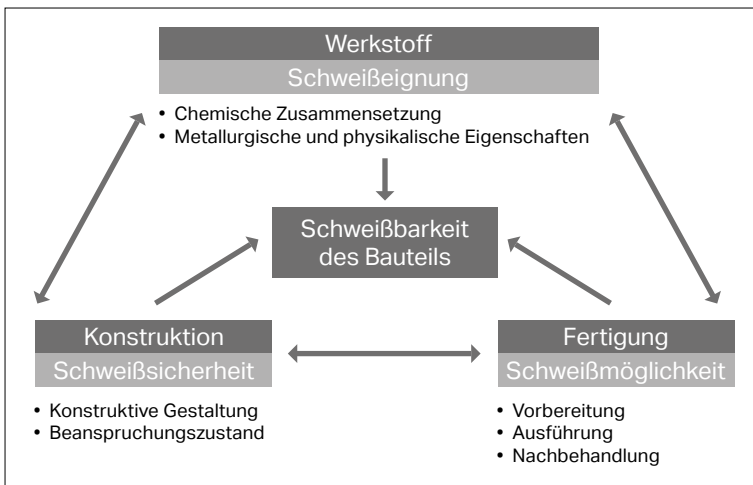 Werkstoff
Schweißeignung
• Chemische Zusammensetzung
• Metallurgische und physikalische Eigenschaften
Schweißbarkeit
des Bauteils
Konstruktion
Schweißsicherheit
• Konstruktive Gestaltung
• Beanspruchungszustand
Fertigung
Schweißmöglichkeit
• Vorbereitung
• Ausführung
• Nachbehandlung